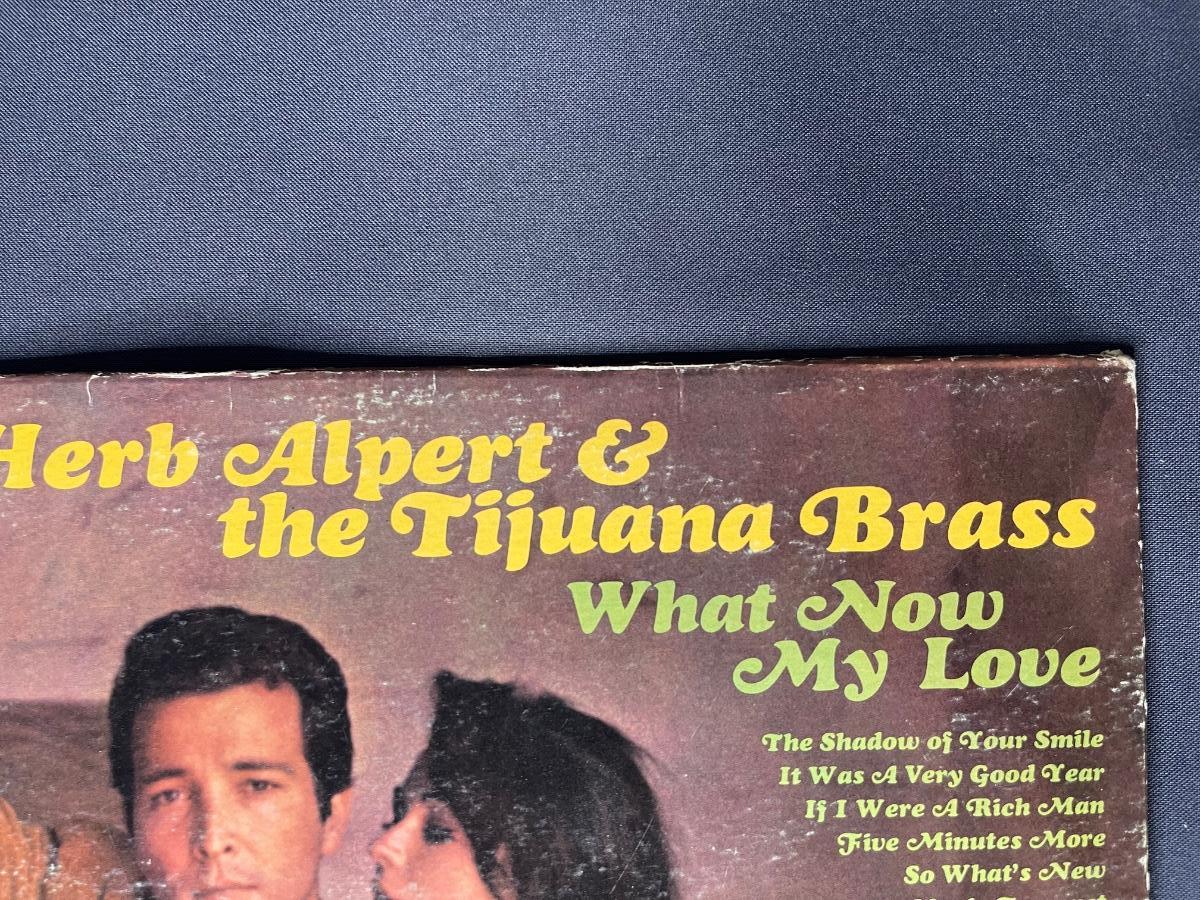 Herb Alpert &
the Tijuana Brass
What Now
My Love
The Shadow of Your Smile
It Was A Very Good Year
If I Were A Rich Man
Five Minutes More
So What's New